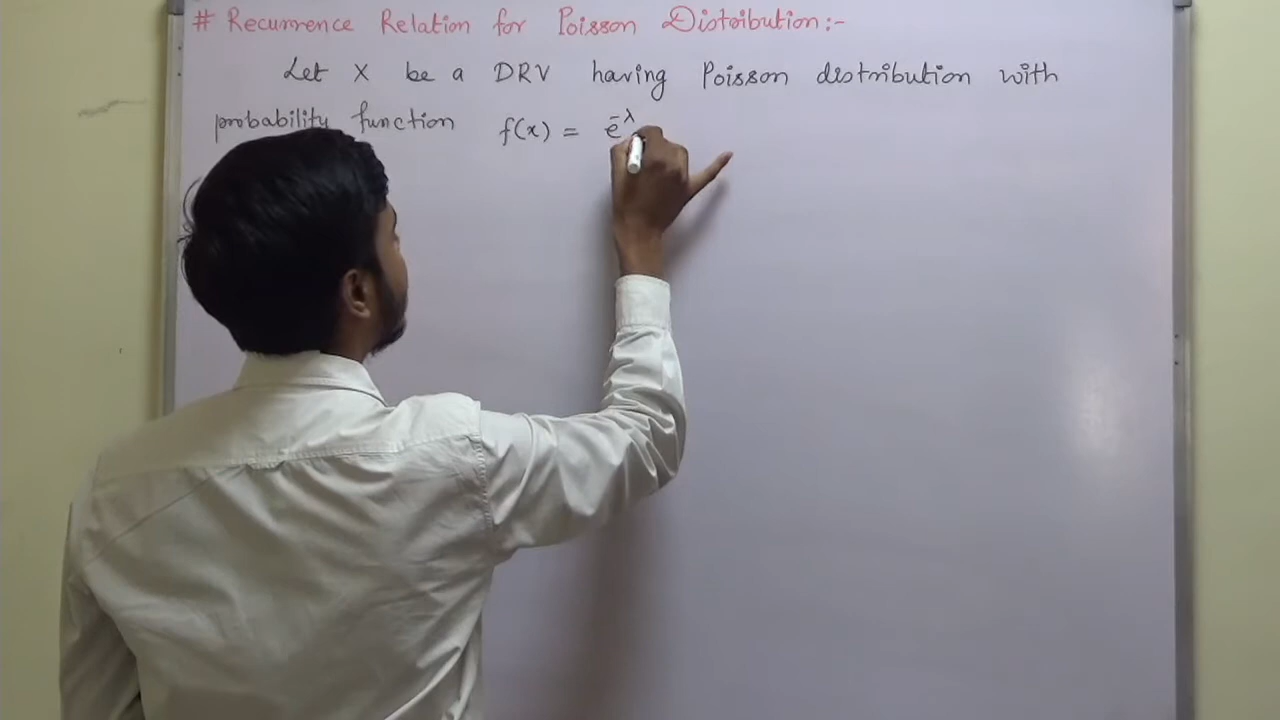 # Recurrence Relation for Poisson Distribution:-
Let X be a DRV having Poisson distribution with
probability function f(x) = e^-λ